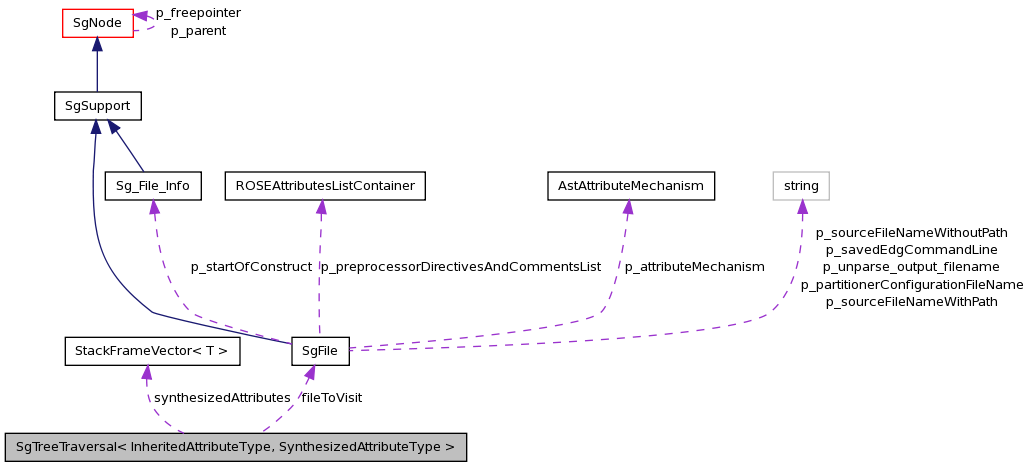 SgNode
p_freepointer
p_parent
SgSupport
Sg_File_Info
ROSEAttributesListContainer
AstAttributeMechanism
string
p_startOfConstruct
p_preprocessorDirectivesAndCommentsList
p_attributeMechanism
p_sourceFileNameWithoutPath
p_savedEdgCommandLine
p_unparse_output_filename
p_partitionerConfigurationFileName
p_sourceFileNameWithPath
StackFrameVector< T >
SgFile
synthesizedAttributes
fileToVisit
SgTreeTraversal< InheritedAttributeType, SynthesizedAttributeType >